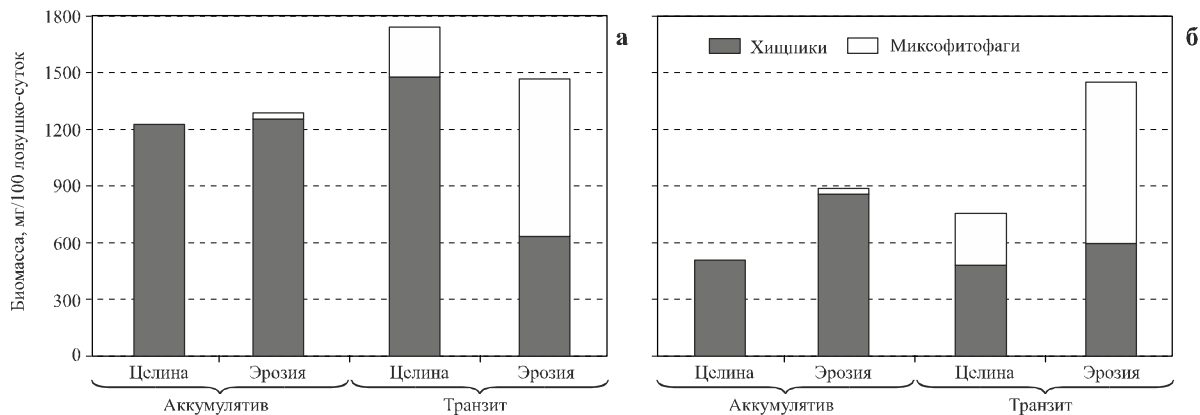 Биомасса, мг/100 ловушко-суток
1800
1500
1200
900
600
300
0
а
Целина Эрозия Целина Эрозия
Аккумулятив Транзит
б
Хищники Миксофитофаги
Целина Эрозия Целина Эрозия
Аккумулятив Транзит